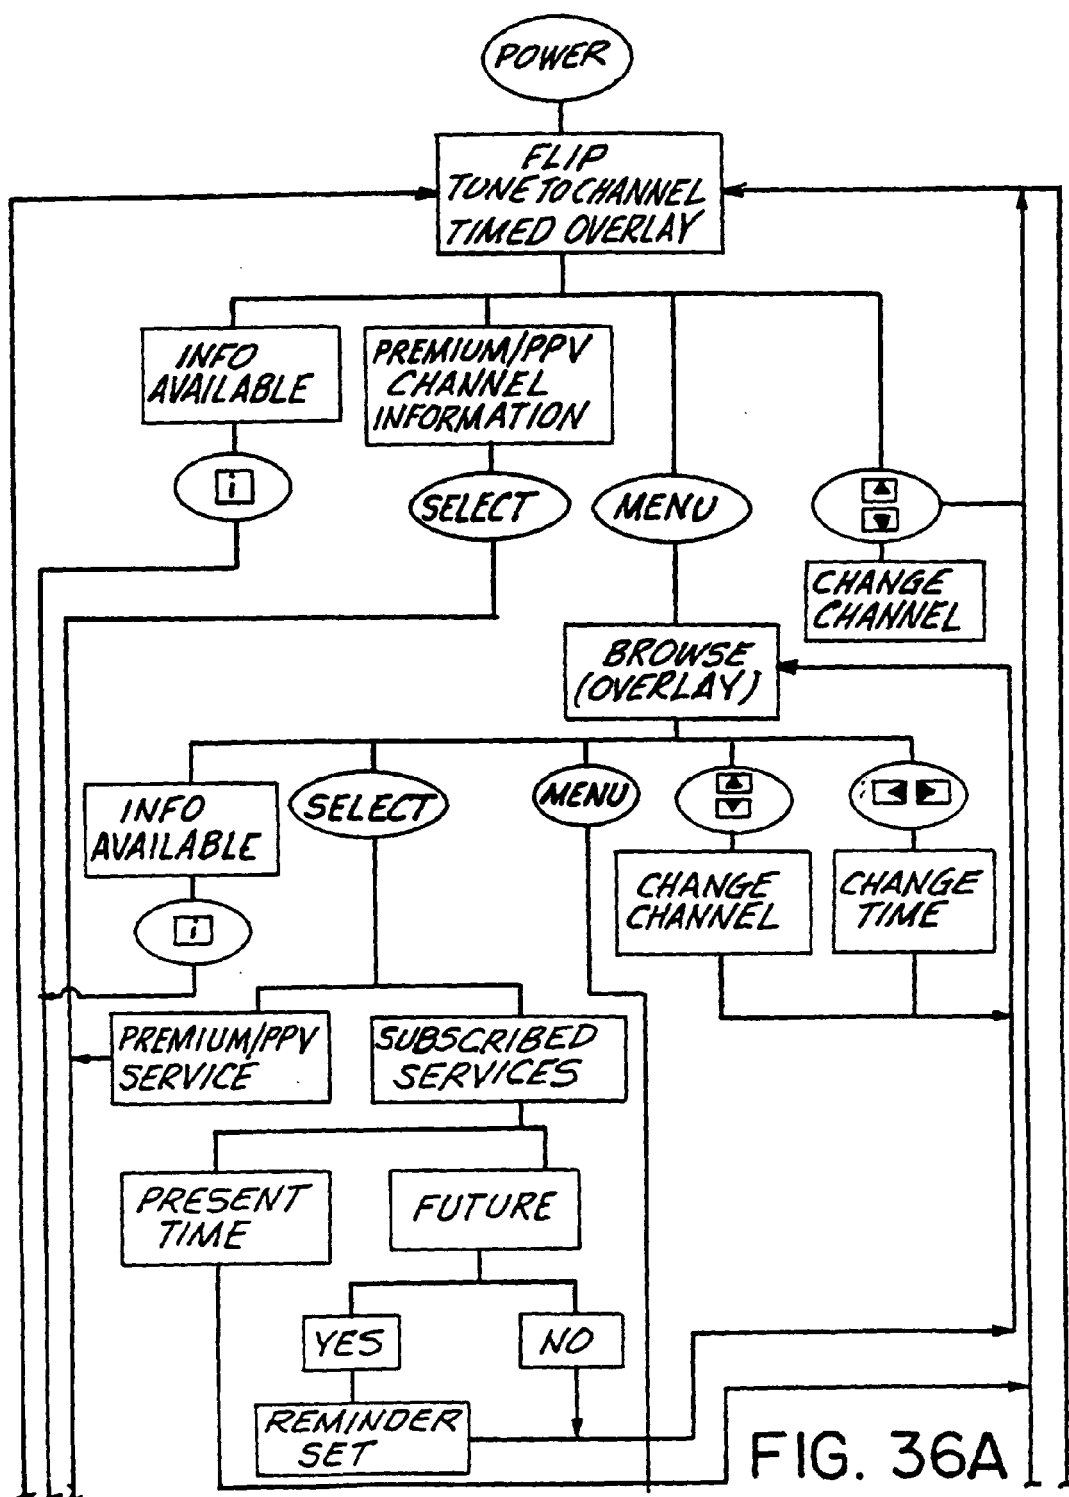 POWER
FLIP
TUNE TO CHANNEL
TIMED OVERLAY
INFO
AVAILABLE
PREMIUM/PPV
CHANNEL
INFORMATION
i
SELECT
MENU
CHANGE
CHANNEL
BROWSE
(OVERLAY)
INFO
AVAILABLE
SELECT
MENU
CHANGE
CHANNEL
CHANGE
TIME
i
PREMIUM/PPV
SERVICE
SUBSCRIBED
SERVICES
PRESENT
TIME
FUTURE
YES
NO
REMINDER
SET
FIG. 36A